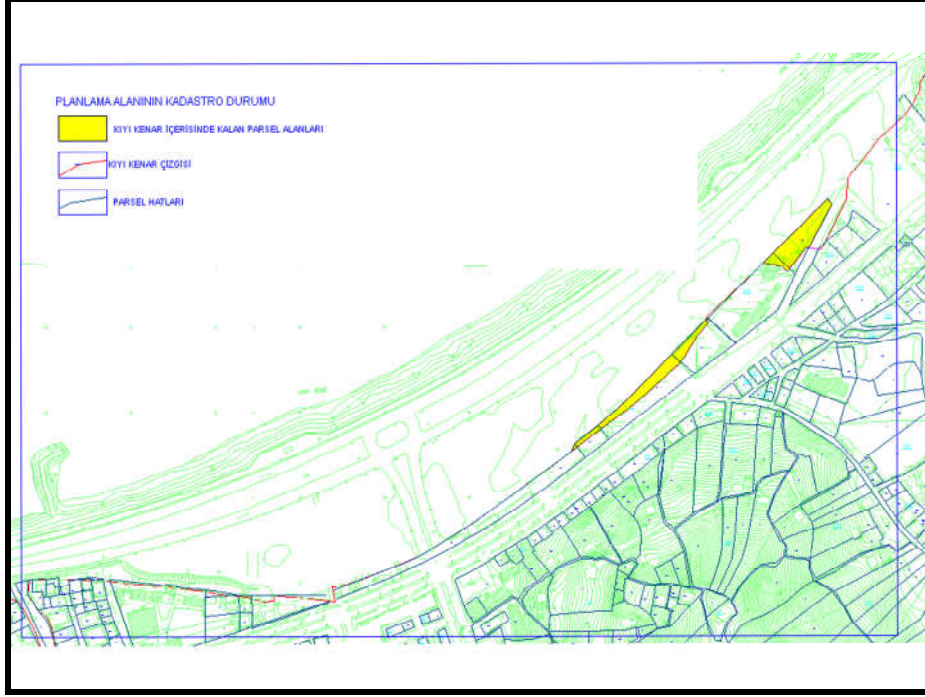 PLANLAMA ALANININ KADASTRO DURUMU
KIYI KENAR İÇERİSİNDE KALAN PARSEL ALANLARI
KIYI KENAR ÇİZGİSİ
PARSEL HATLARI